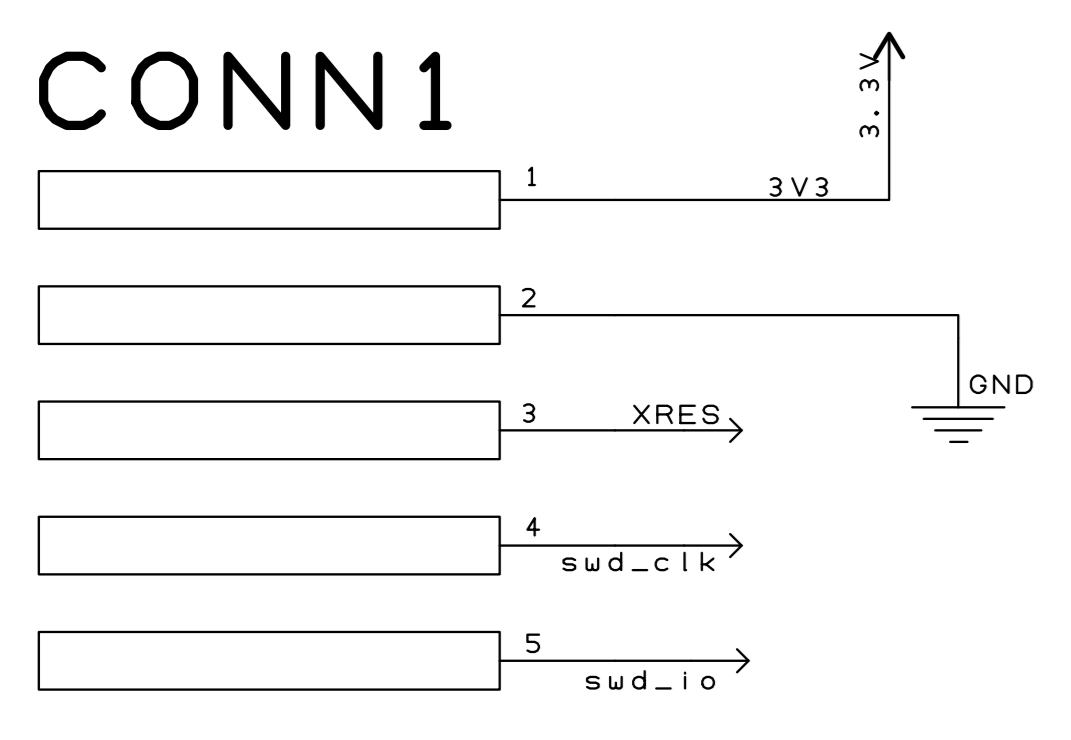 CONN1
3.3V
1
3V3
2
GND
3
XRES
4
swd_clk
5
swd_io